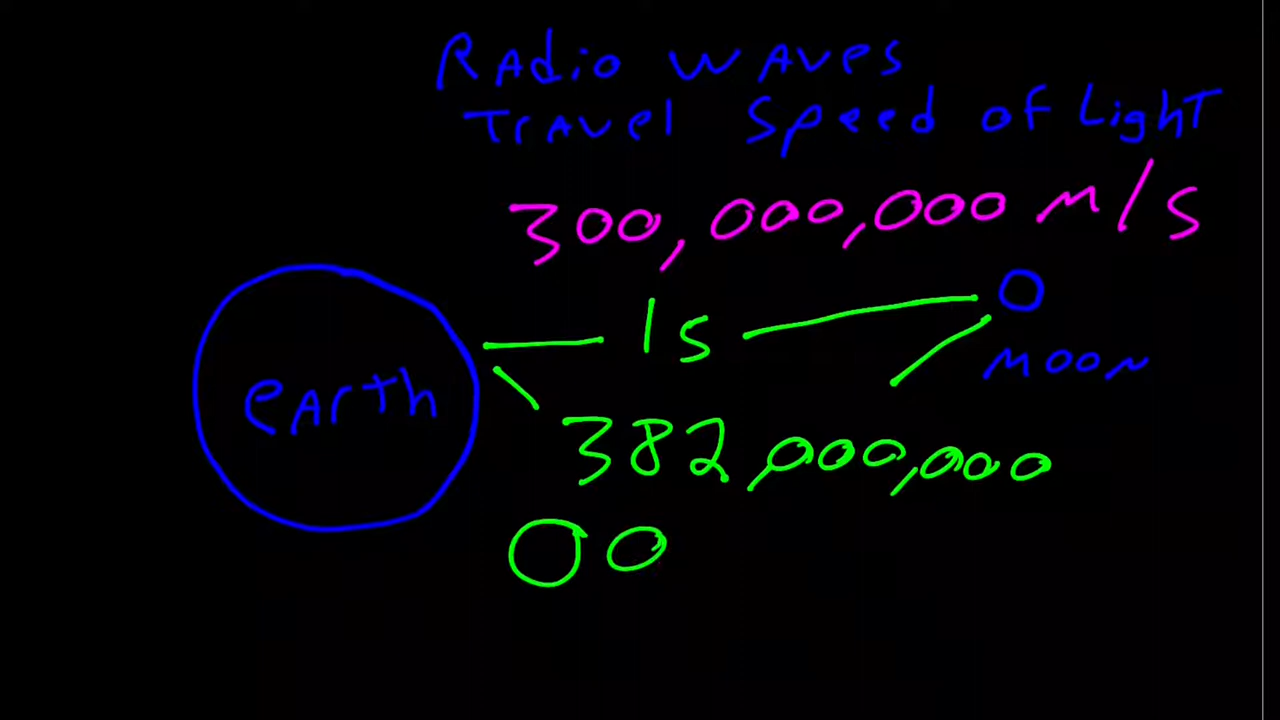 RAdio wAves
TrAvel Speed of LighT
300,000,000 m/s
1s
eArth
moon
382,000,000
00